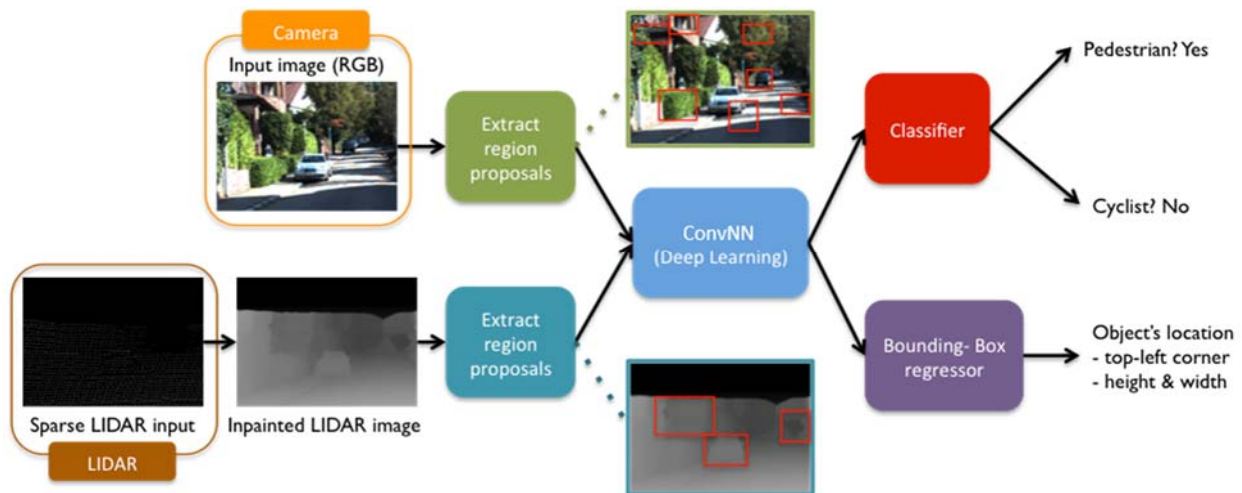 Camera
Input image (RGB)
Extract
region
proposals
Sparse LIDAR input
LIDAR
Inpainted LIDAR image
Extract
region
proposals
ConvNN
(Deep Learning)
Classifier
Pedestrian? Yes
Cyclist? No
Bounding- Box
regressor
Object's location
- top-left corner
- height & width